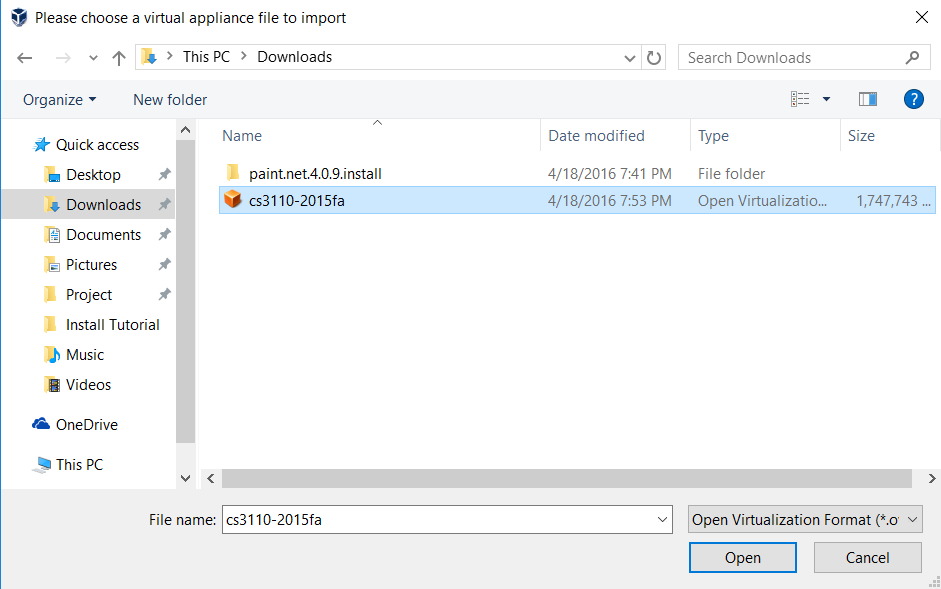 Please choose a virtual appliance file to import
This PC > Downloads
Search Downloads
Organize
New folder
?
Quick access
Desktop
Downloads
Documents
Pictures
Project
Install Tutorial
Music
Videos
OneDrive
This PC
Name Date modified Type Size
paint.net.4.0.9.install 4/18/2016 7:41 PM File folder
cs3110-2015fa 4/18/2016 7:53 PM Open Virtualizatio... 1,747,743 ...
File name: cs3110-2015fa Open Virtualization Format (*.o
Open Cancel